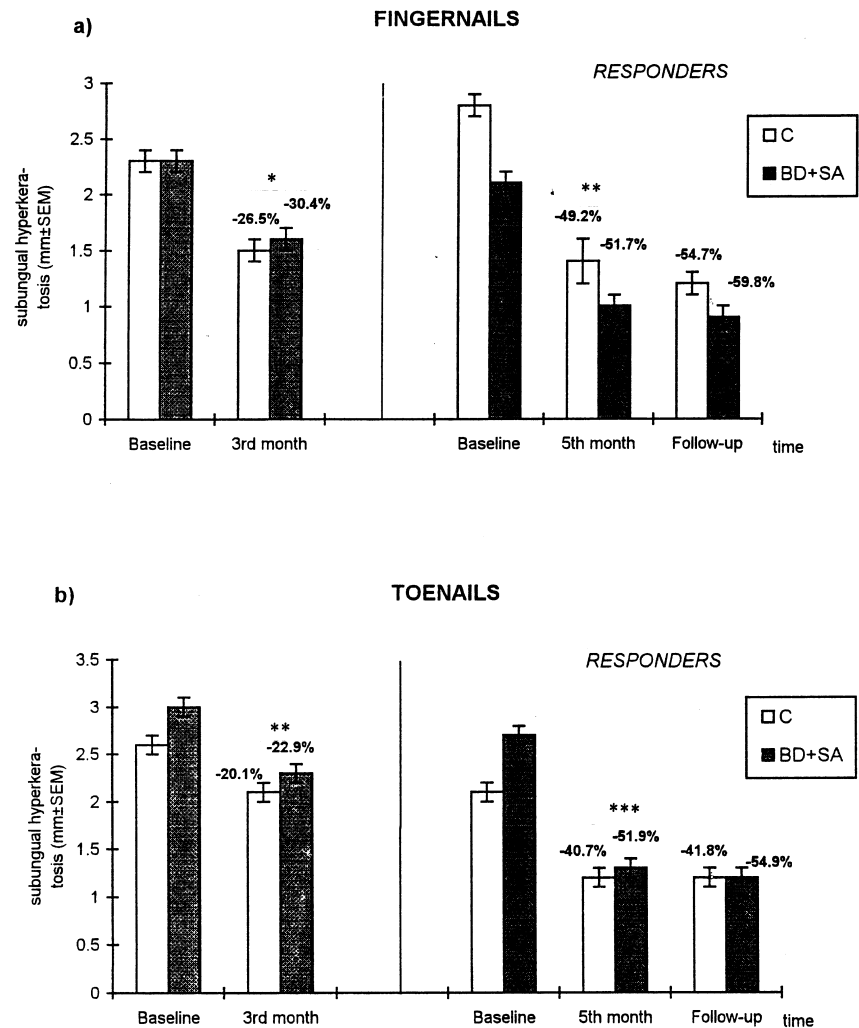 a)
FINGERNAILS
RESPONDERS
subungual hyperkera-
tosis (mm±SEM)
3
2.5
2
1.5
1
0.5
0
*
-26.5%
-30.4%
**
-49.2%
-51.7%
-54.7%
-59.8%
C
BD+SA
Baseline
3rd month
Baseline
5th month
Follow-up
time
b)
TOENAILS
RESPONDERS
subungual hyperkera-
tosis (mm±SEM)
3.5
3
2.5
2
1.5
1
0.5
0
**
-20.1%
-22.9%
***
-40.7%
-51.9%
-41.8%
-54.9%
C
BD+SA
Baseline
3rd month
Baseline
5th month
Follow-up
time